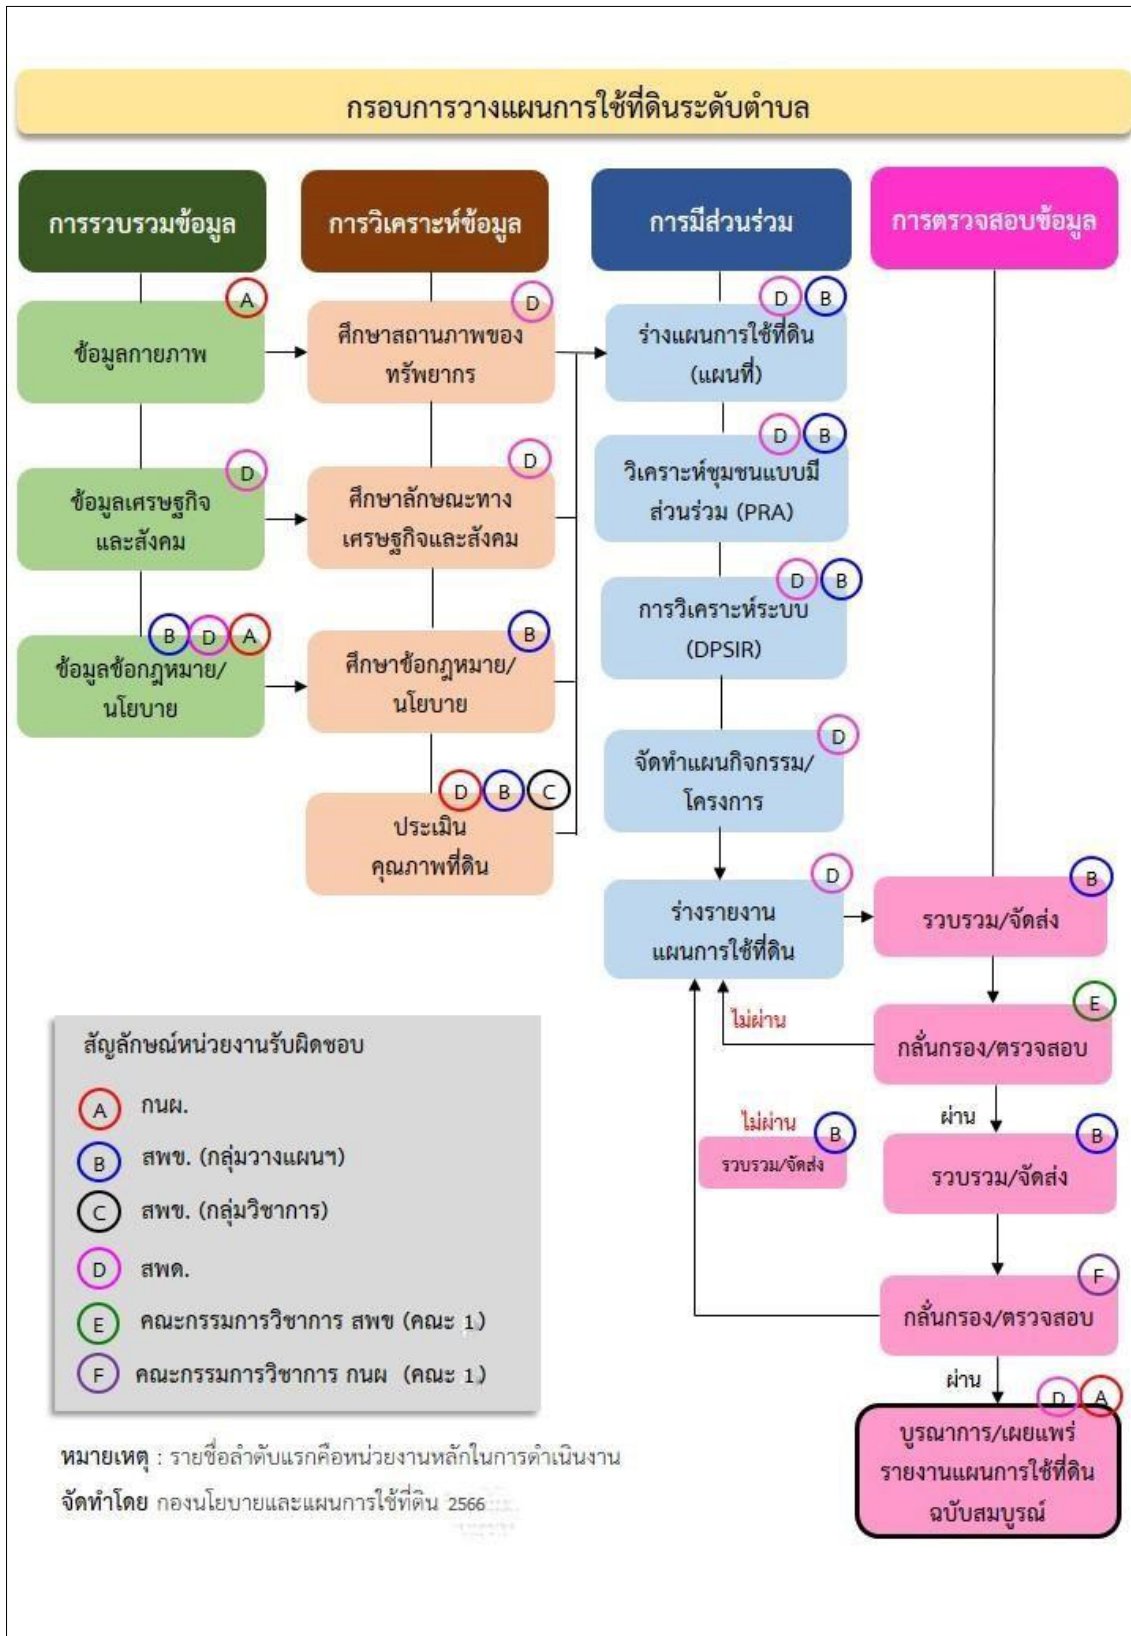 กรอบการวางแผนการใช้ที่ดินระดับตำบล
การรวบรวมข้อมูล
การวิเคราะห์ข้อมูล
การมีส่วนร่วม
การตรวจสอบข้อมูล
A
ข้อมูลกายภาพ
D
ข้อมูลเศรษฐกิจ
และสังคม
B D A
ข้อมูลข้อกฎหมาย/
นโยบาย
D
ศึกษาสถานภาพของ
ทรัพยากร
D
ศึกษาลักษณะทาง
เศรษฐกิจและสังคม
B
ศึกษาข้อกฎหมาย/
นโยบาย
D B C
ประเมิน
คุณภาพที่ดิน
D B
ร่างแผนการใช้ที่ดิน
(แผนที่)
D B
วิเคราะห์ชุมชนแบบมี
ส่วนร่วม (PRA)
D B
การวิเคราะห์ระบบ
(DPSIR)
D
จัดทำแผนกิจกรรม/
โครงการ
D
ร่างรายงาน
แผนการใช้ที่ดิน
B
รวบรวม/จัดส่ง
E
ไม่ผ่าน
กลั่นกรอง/ตรวจสอบ
ผ่าน
ไม่ผ่าน
B
รวบรวม/จัดส่ง
B
รวบรวม/จัดส่ง
F
กลั่นกรอง/ตรวจสอบ
ผ่าน
D A
บูรณาการ/เผยแพร่
รายงานแผนการใช้ที่ดิน
ฉบับสมบูรณ์
สัญลักษณ์หน่วยงานรับผิดชอบ
A กนผ.
B สพข. (กลุ่มวางแผนฯ)
C สพข. (กลุ่มวิชาการ)
D สพด.
E คณะกรรมการวิชาการ สพข (คณะ 1.)
F คณะกรรมการวิชาการ กนผ (คณะ 1.)
หมายเหตุ : รายชื่อลำดับแรกคือหน่วยงานหลักในการดำเนินงาน
จัดทำโดย กองนโยบายและแผนการใช้ที่ดิน 2566